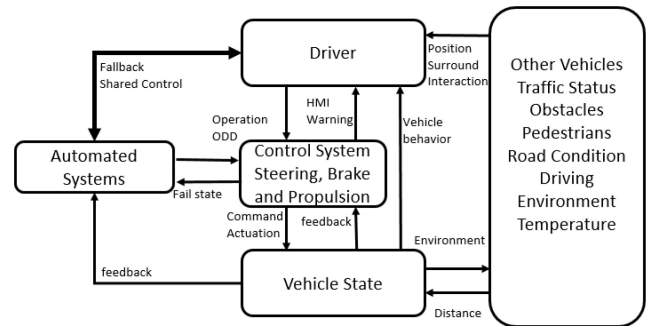 Driver
Fallback
Shared Control
Position
Surround
Interaction
Other Vehicles
Traffic Status
Obstacles
Pedestrians
Road Condition
Driving
Environment
Temperature
Operation
ODD
HMI
Warning
Vehicle
behavior
Automated
Systems
Control System
Steering, Brake
and Propulsion
Fail state
Command
Actuation
feedback
Environment
feedback
Vehicle State
Distance